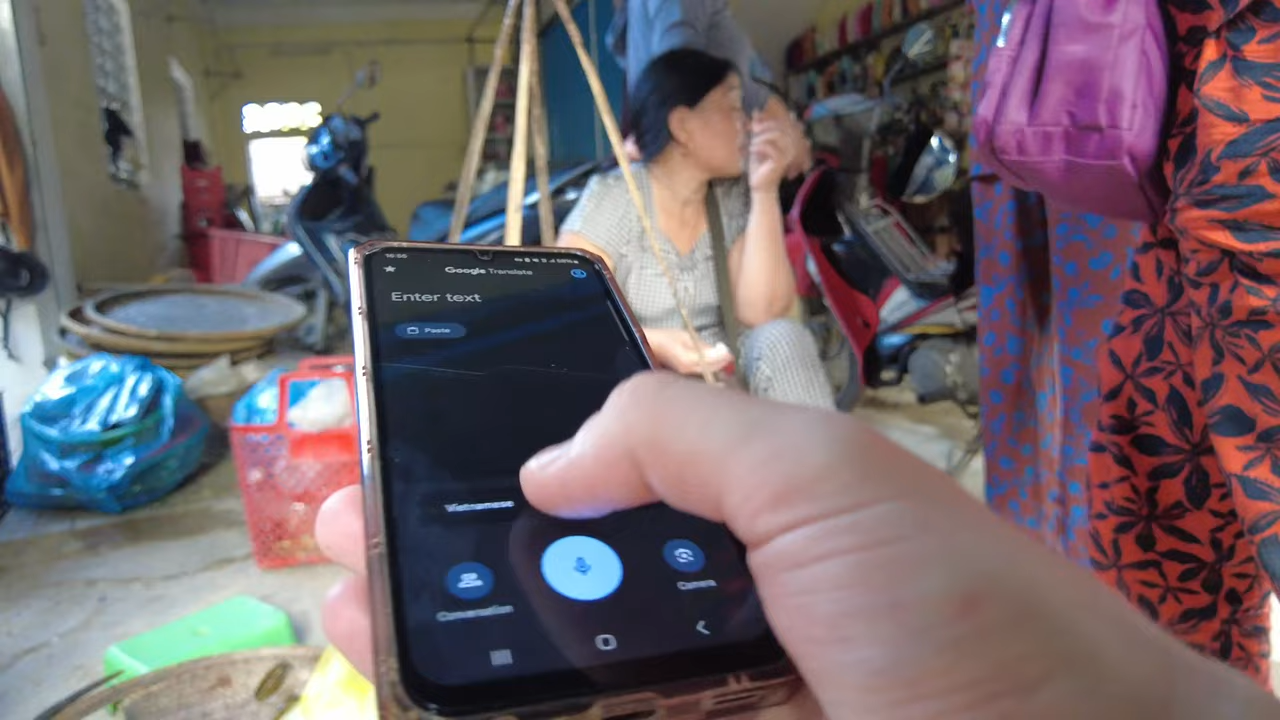 Google Translate
Enter text
Paste
Vietnamese
Conversation
Camera